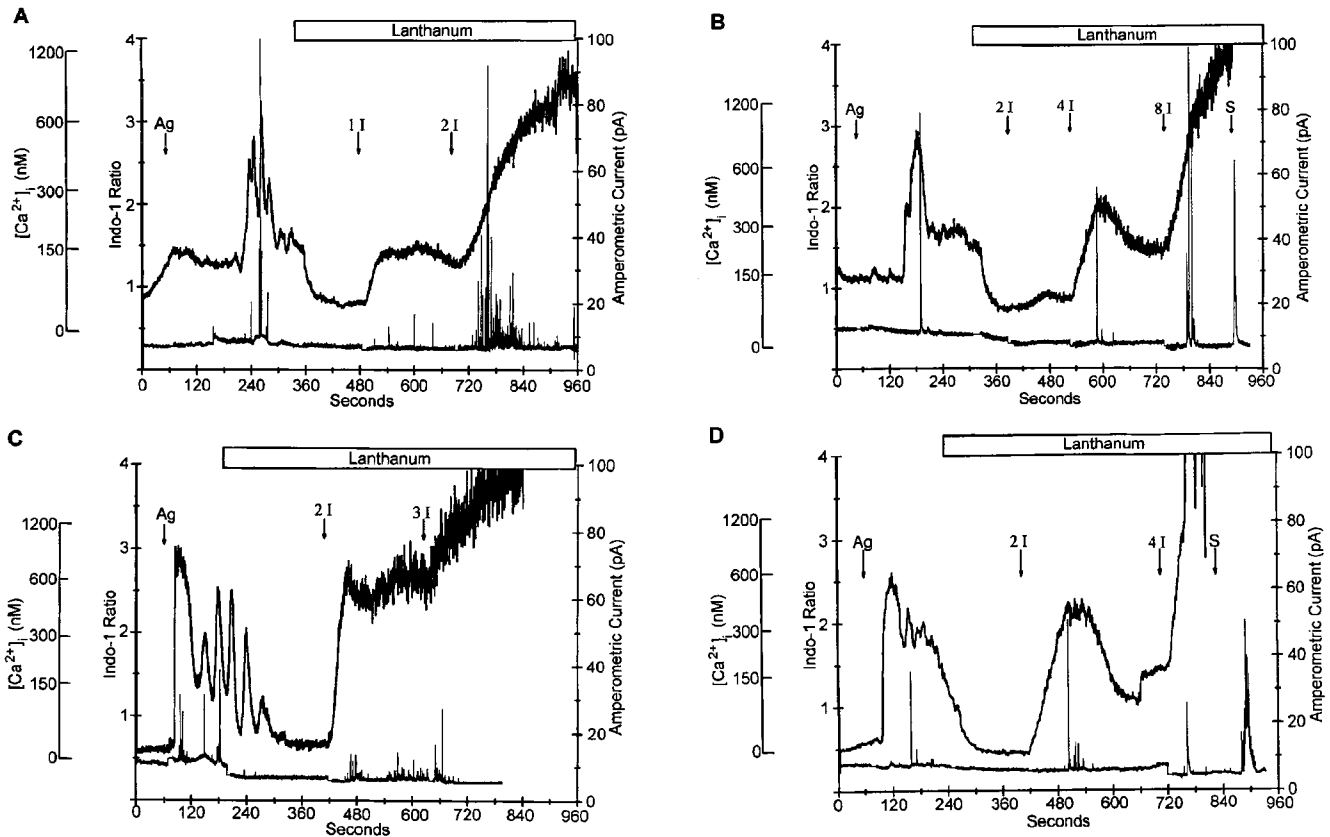 A
Lanthanum
[Ca²⁺]ᵢ (nM)
1200
600
300
150
0
Indo-1 Ratio
4
3
2
1
Ag
1 I
2 I
100
80
60
40
20
0
Amperometric Current (pA)
0 120 240 360 480 600 720 840 960
Seconds
B
Lanthanum
[Ca²⁺]ᵢ (nM)
1200
600
300
150
0
Indo-1 Ratio
4
3
2
1
Ag
2 I
4 I
8 I
S
100
80
60
40
20
0
Amperometric Current (pA)
0 120 240 360 480 600 720 840 960
Seconds
C
Lanthanum
[Ca²⁺]ᵢ (nM)
1200
600
300
150
0
Indo-1 Ratio
4
3
2
1
Ag
2 I
3 I
100
80
60
40
20
0
Amperometric Current (pA)
0 120 240 360 480 600 720 840 960
Seconds
D
Lanthanum
[Ca²⁺]ᵢ (nM)
1200
600
300
150
0
Indo-1 Ratio
4
3
2
1
Ag
2 I
4 I
S
100
80
60
40
20
0
Amperometric Current (pA)
0 120 240 360 480 600 720 840 960
Seconds